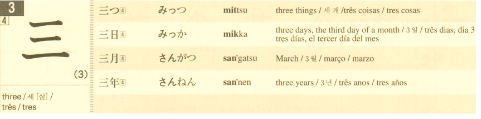 3
4
三
(3)
three / 세 [삼] /
três / tres
三つ④ みっつ mittsu three things / 세 개 / três coisas / tres cosas
三日④ みっか mikka three days, the third day of a month / 3일 / três dias, dia 3
tres días, el tercer día del mes
三月④ さんがつ san'gatsu March / 3월 / março / marzo
三年④ さんねん san'nen three years / 3년 / três anos / tres años